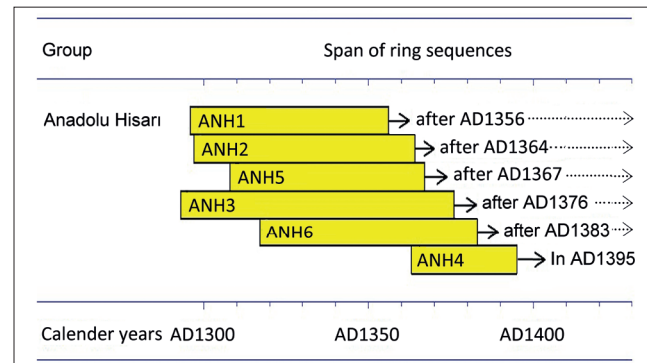 Group Span of ring sequences
Anadolu Hisarı ANH1 after AD1356
ANH2 after AD1364
ANH5 after AD1367
ANH3 after AD1376
ANH6 after AD1383
ANH4 In AD1395
Calender years AD1300 AD1350 AD1400